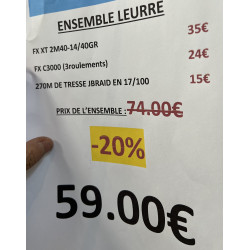 ENSEMBLE LEURRE
FX XT 2M40-14/40GR 35€
FX C3000 (3roulements) 24€
270M DE TRESSE JBRAID EN 17/100 15€
PRIX DE L'ENSEMBLE : 74.00€
-20%
59.00€